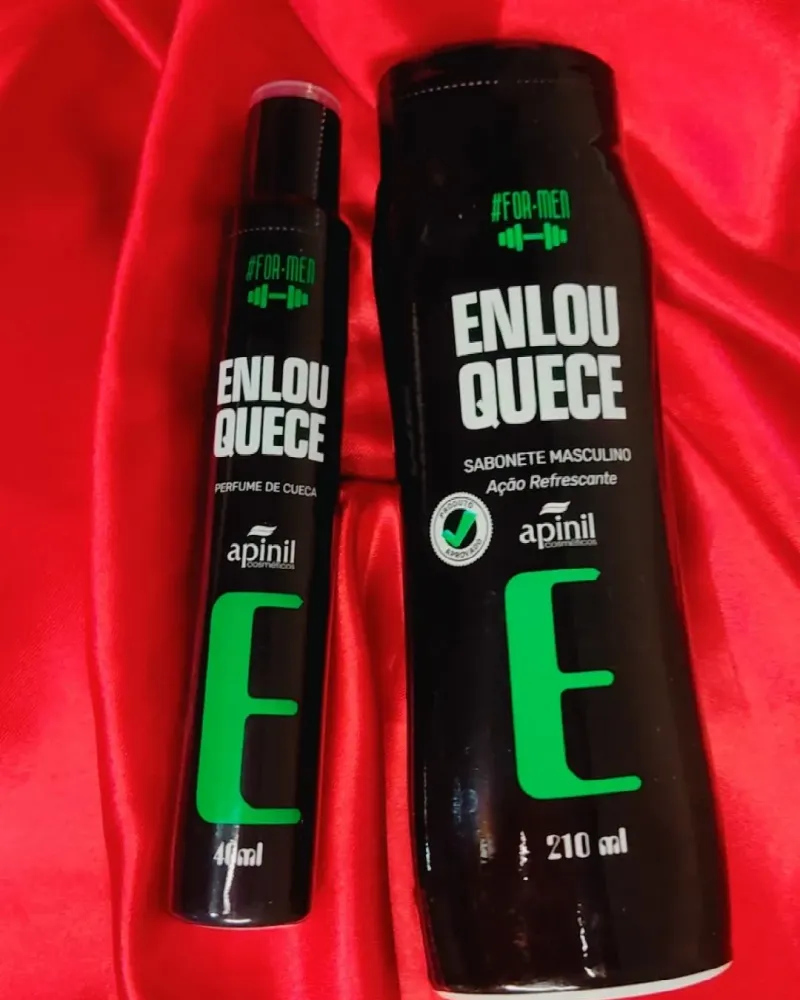 #FOR-MEN
ENLOU
QUECE
PERFUME DE CUECA
apinil
cosméticos
E
40ml
#FOR-MEN
ENLOU
QUECE
SABONETE MASCULINO
Ação Refrescante
PRODUTO
APROVADO
apinil
cosméticos
E
210 ml